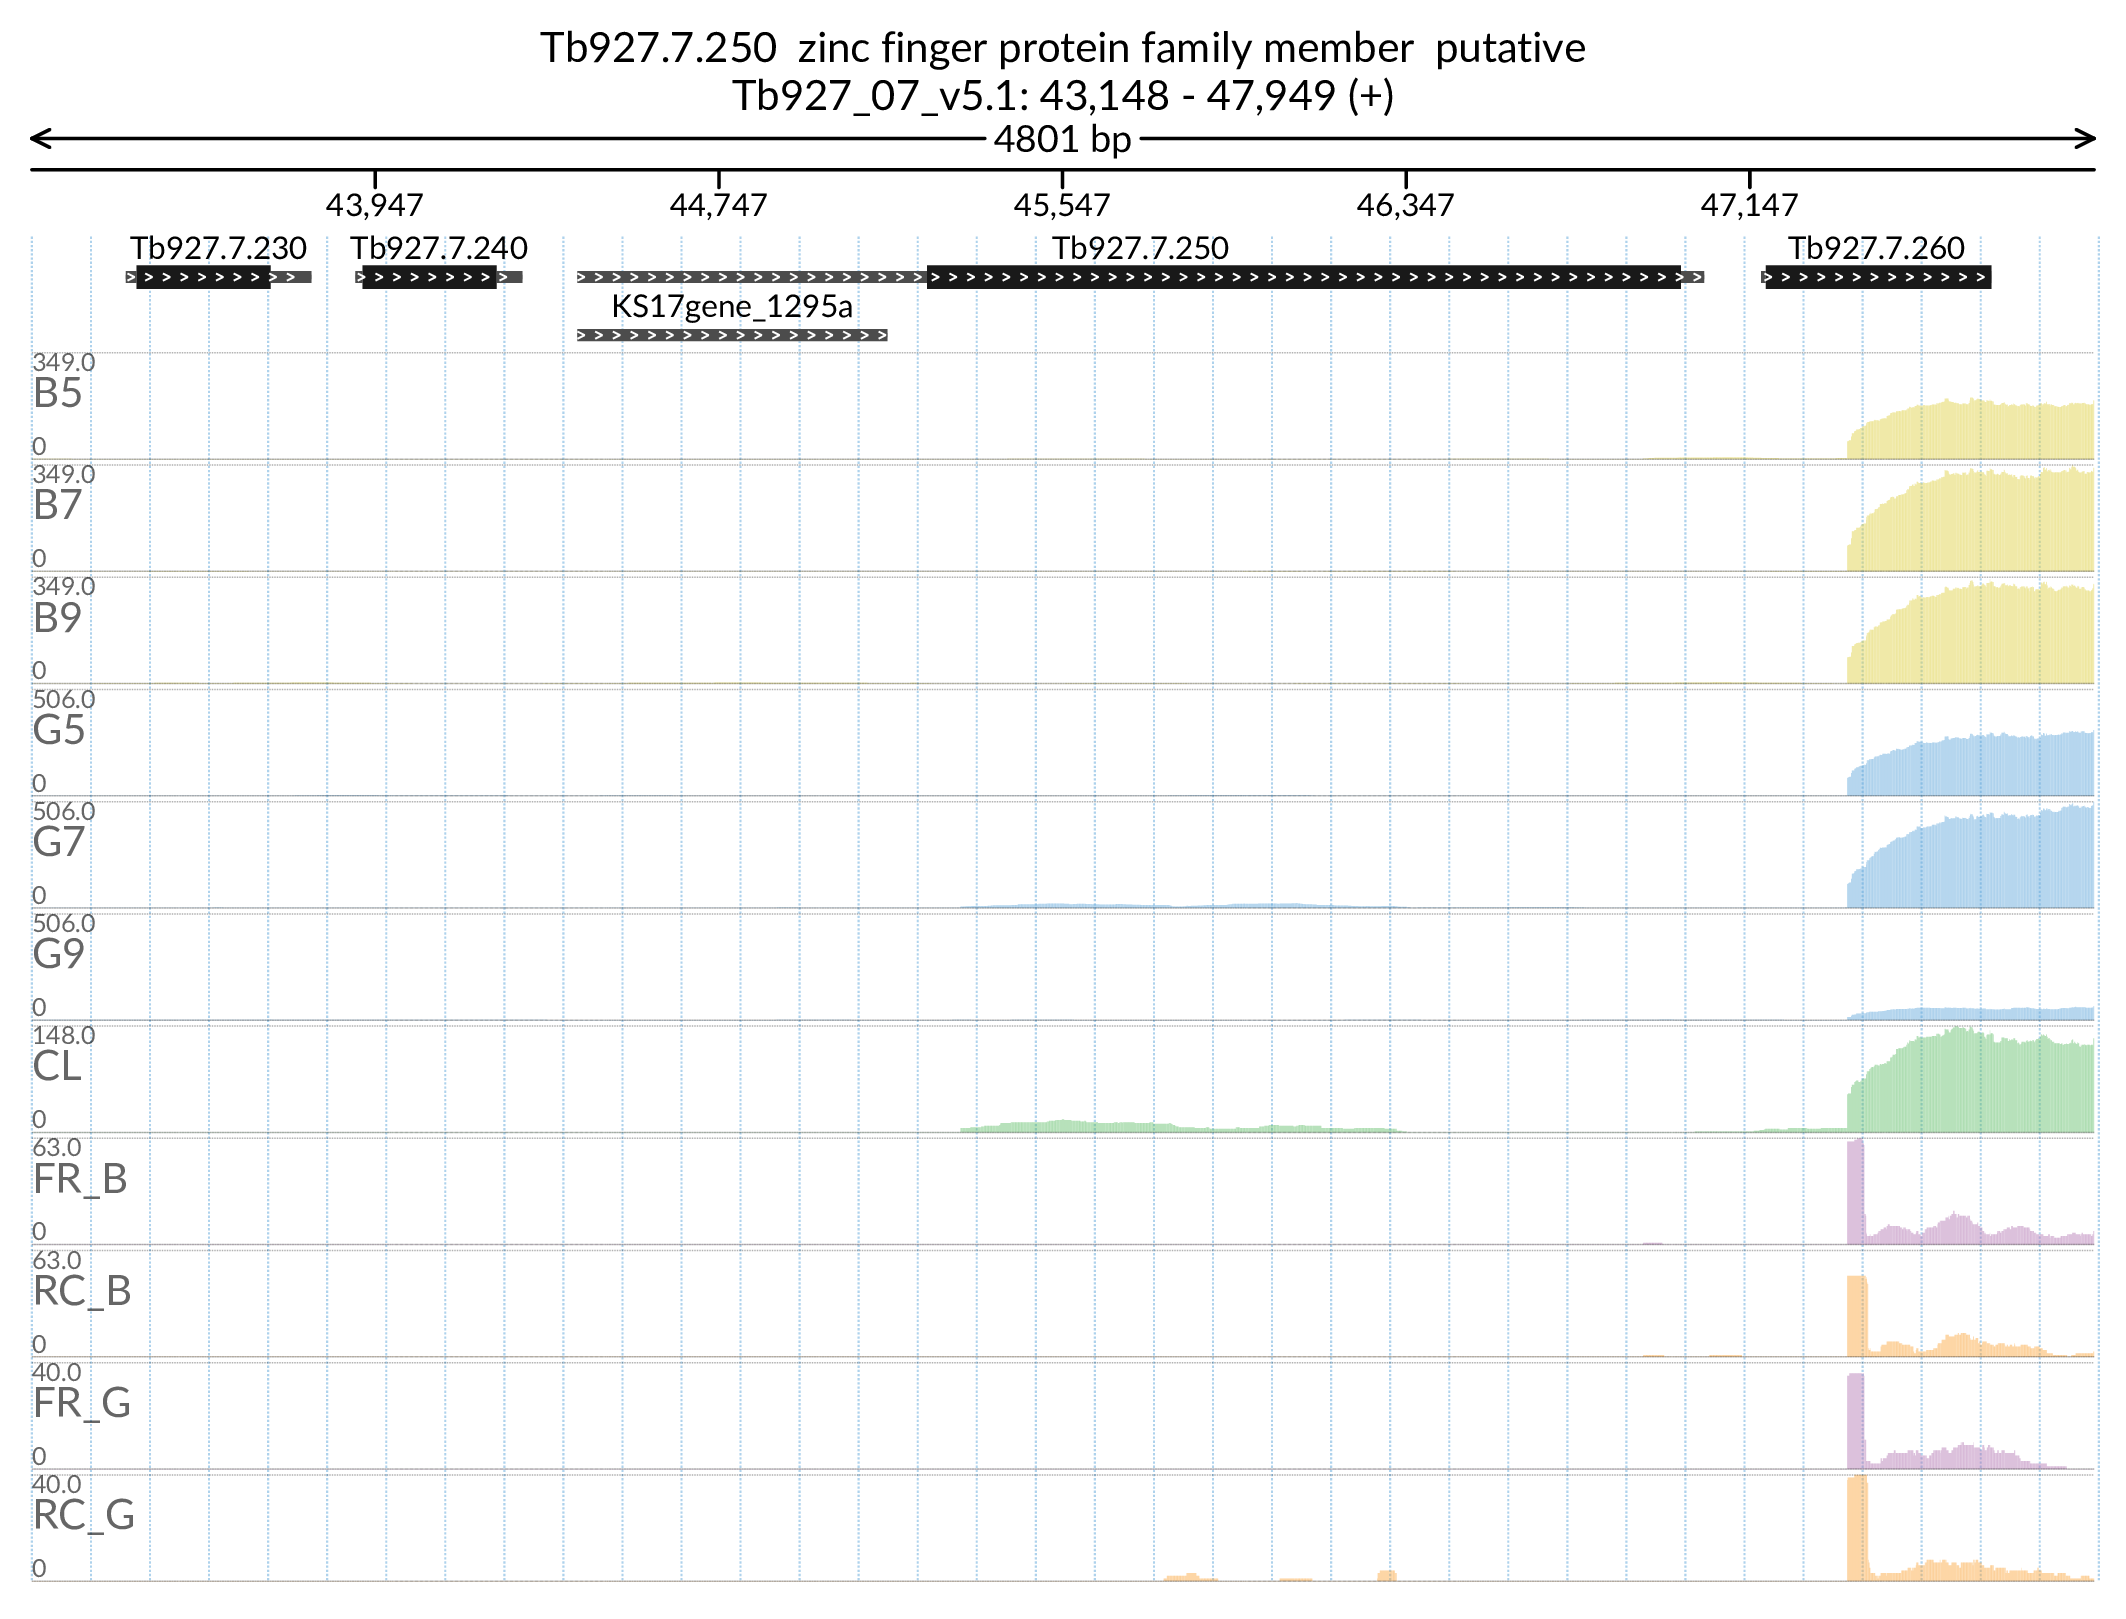 Tb927.7.250  zinc finger protein family member  putative
Tb927_07_v5.1: 43,148 - 47,949 (+)
4801 bp
43,947 44,747 45,547 46,347 47,147
Tb927.7.230 Tb927.7.240 Tb927.7.250 Tb927.7.260
KS17gene_1295a
349.0
B5
0
349.0
B7
0
349.0
B9
0
506.0
G5
0
506.0
G7
0
506.0
G9
0
148.0
CL
0
63.0
FR_B
0
63.0
RC_B
0
40.0
FR_G
0
40.0
RC_G
0